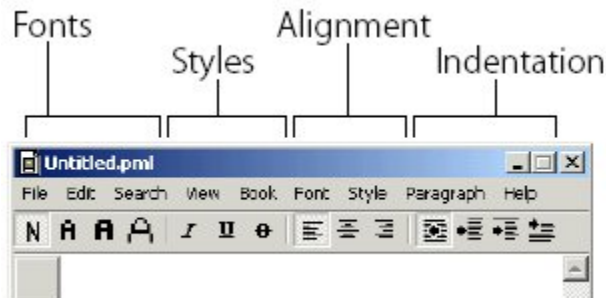 Fonts
Alignment
Styles
Indentation
Untitled.pml
File Edit Search View Book Font Style Paragraph Help
N A A A I U O